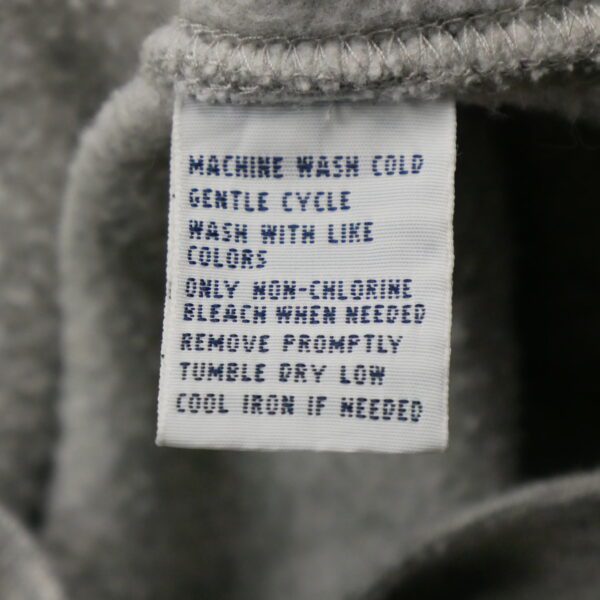 MACHINE WASH COLD
GENTLE CYCLE
WASH WITH LIKE
COLORS
ONLY NON-CHLORINE
BLEACH WHEN NEEDED
REMOVE PROMPTLY
TUMBLE DRY LOW
COOL IRON IF NEEDED